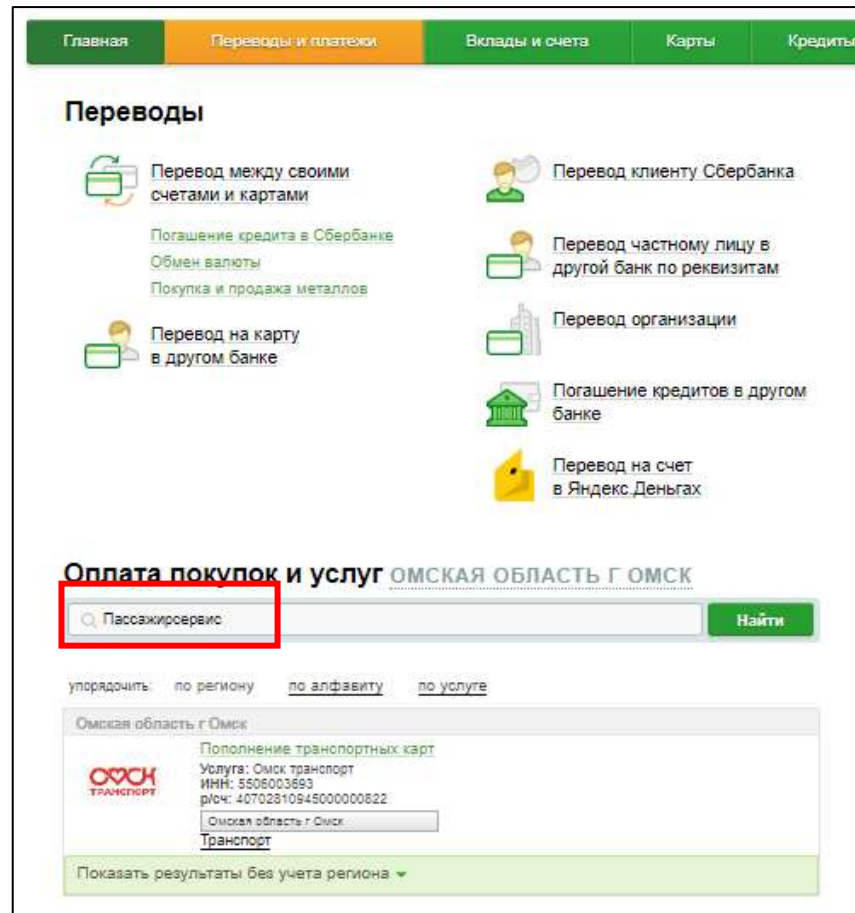 Главная Переводы и платежи Вклады и счета Карты Кредиты
Переводы
Перевод между своими
счетами и картами
Погашение кредита в Сбербанке
Обмен валюты
Покупка и продажа металлов
Перевод на карту
в другом банке
Перевод клиенту Сбербанка
Перевод частному лицу в
другой банк по реквизитам
Перевод организации
Погашение кредитов в другом
банке
Перевод на счет
в Яндекс.Деньгах
Оплата покупок и услуг ОМСКАЯ ОБЛАСТЬ Г ОМСК
Пассажирсервис Найти
упорядочить: по региону по алфавиту по услуге
Омская область г Омск
ОМСК
ТРАНСПОРТ
Пополнение транспортных карт
Услуга: Омск транспорт
ИНН: 5506003693
р/сч: 40702810945000000822
Омская область г Омск
Транспорт
Показать результаты без учета региона